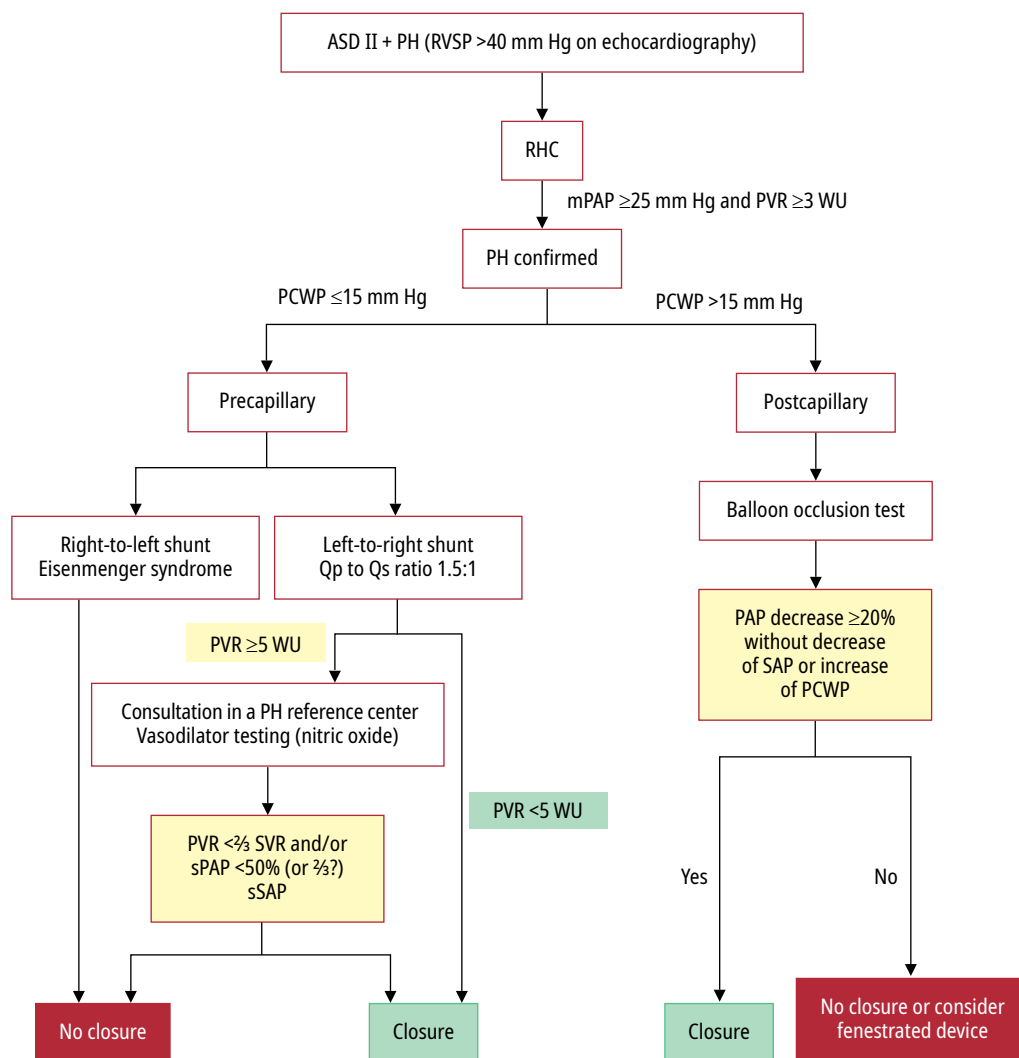 ASD II + PH (RVSP >40 mm Hg on echocardiography)
RHC
mPAP ≥25 mm Hg and PVR ≥3 WU
PH confirmed
PCWP ≤15 mm Hg
PCWP >15 mm Hg
Precapillary
Postcapillary
Right-to-left shunt
Eisenmenger syndrome
Left-to-right shunt
Qp to Qs ratio 1.5:1
Balloon occlusion test
PVR ≥5 WU
PAP decrease ≥20%
without decrease
of SAP or increase
of PCWP
Consultation in a PH reference center
Vasodilator testing (nitric oxide)
PVR <5 WU
PVR <⅔ SVR and/or
sPAP <50% (or ⅔?)
sSAP
Yes
No
No closure
Closure
Closure
No closure or consider
fenestrated device